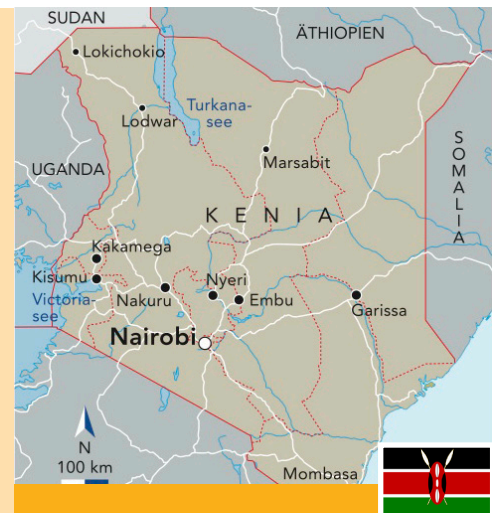 SUDAN
ÄTHIOPIEN
Lokichokio
Turkana-
see
Lodwar
SOMALIA
Marsabit
UGANDA
KENIA
Kakamega
Kisumu
Nyeri
Victoria-
see
Nakuru
Embu
Garissa
Nairobi
N
100 km
Mombasa